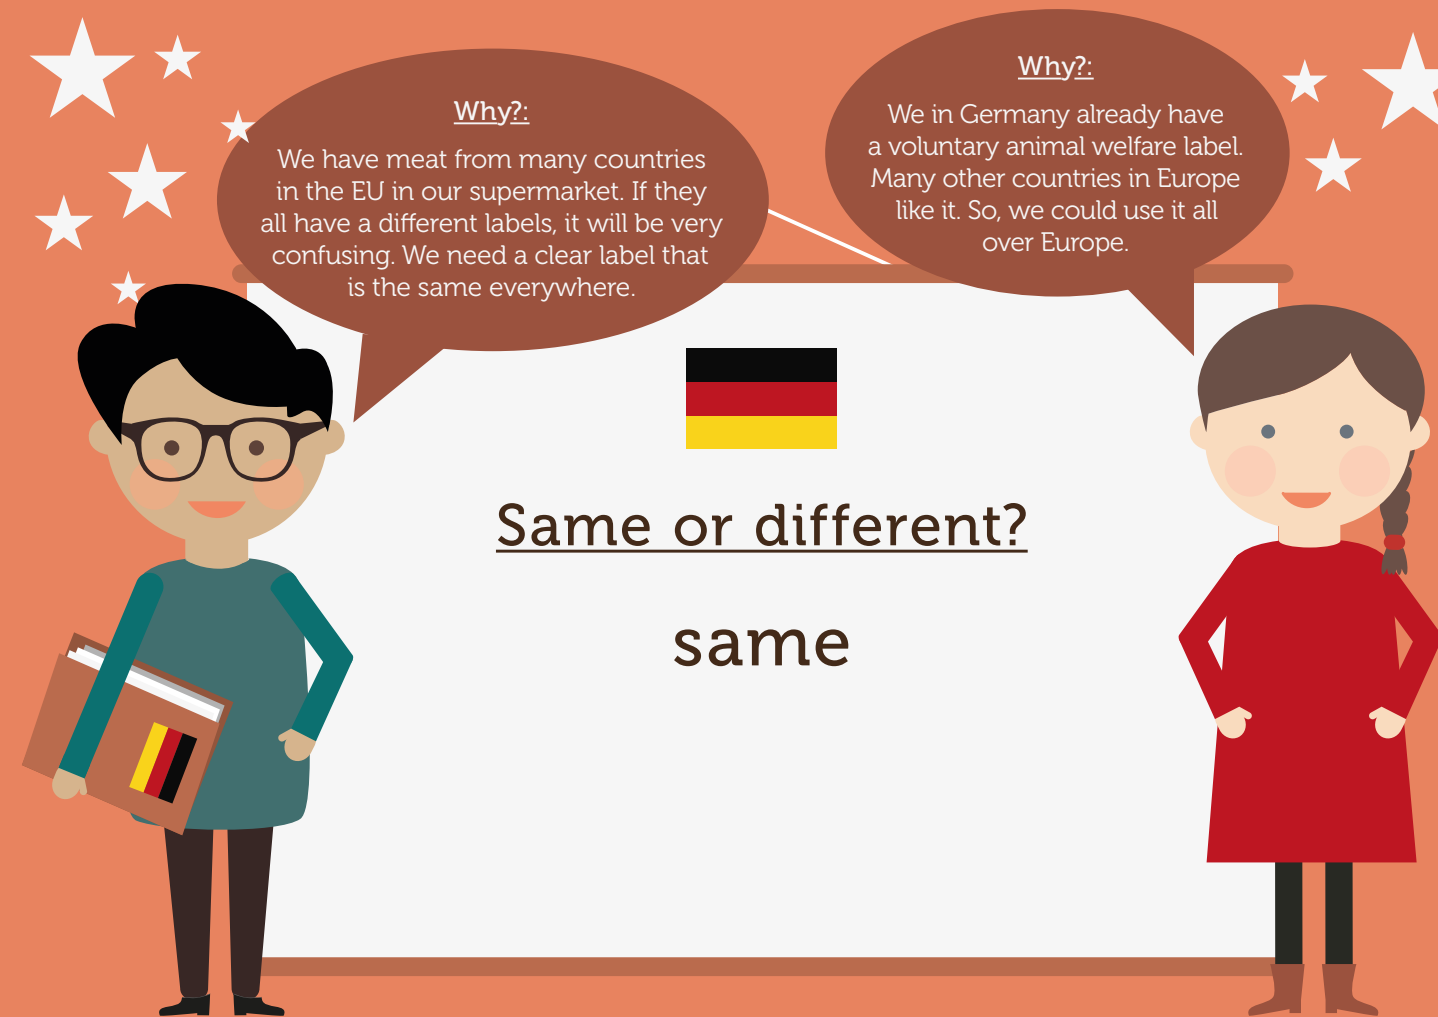 Why?:
We have meat from many countries
in the EU in our supermarket. If they
all have a different labels, it will be very
confusing. We need a clear label that
is the same everywhere.
Why?:
We in Germany already have
a voluntary animal welfare label.
Many other countries in Europe
like it. So, we could use it all
over Europe.
Same or different?
same